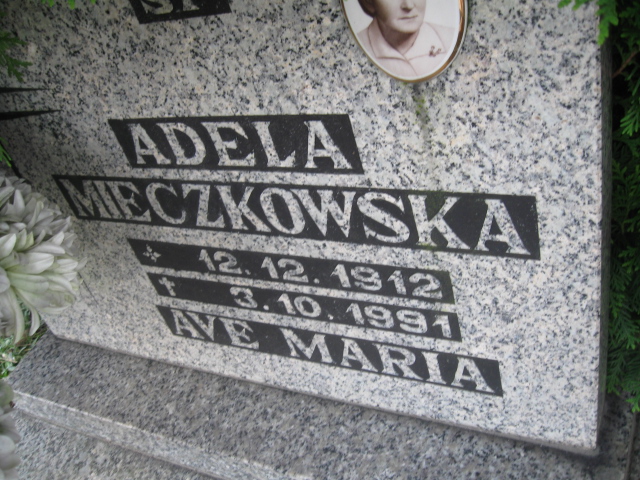 ADELA
MIECZKOWSKA
* 12.12.1912
† 3.10.1991
AVE MARIA